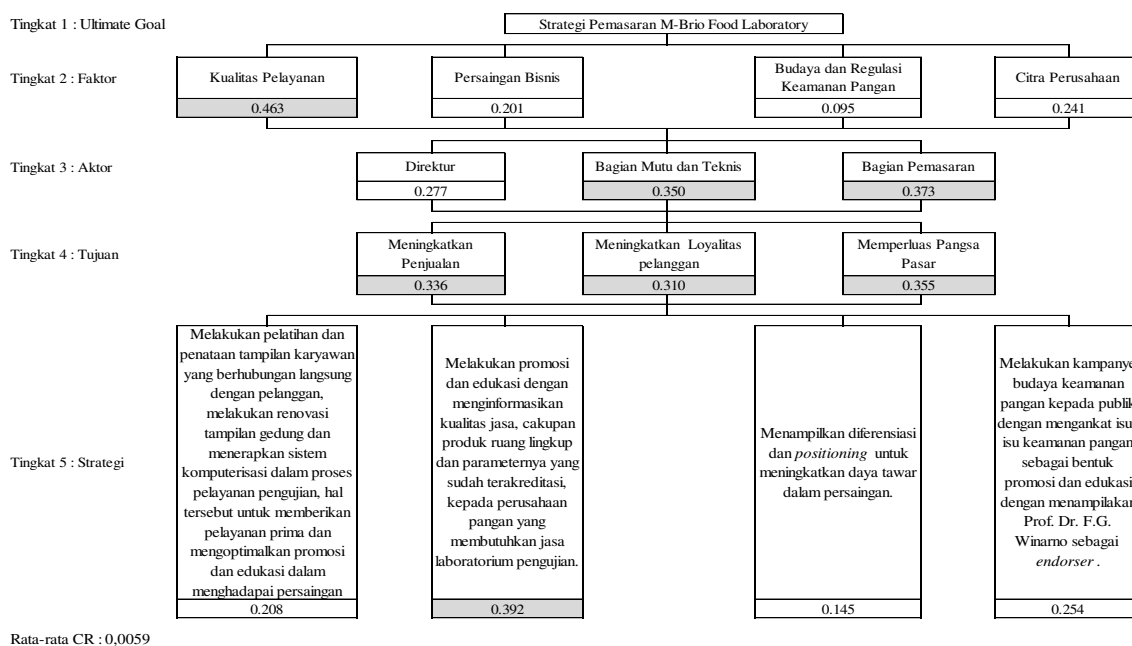 Tingkat 1 : Ultimate Goal
Strategi Pemasaran M-Brio Food Laboratory
Tingkat 2 : Faktor
Kualitas Pelayanan
0.463
Persaingan Bisnis
0.201
Budaya dan Regulasi
Keamanan Pangan
0.095
Citra Perusahaan
0.241
Tingkat 3 : Aktor
Direktur
0.277
Bagian Mutu dan Teknis
0.350
Bagian Pemasaran
0.373
Tingkat 4 : Tujuan
Meningkatkan
Penjualan
0.336
Meningkatkan Loyalitas
pelanggan
0.310
Memperluas Pangsa
Pasar
0.355
Tingkat 5 : Strategi
Melakukan pelatihan dan
penataan tampilan karyawan
yang berhubungan langsung
dengan pelanggan,
melakukan renovasi
tampilan gedung dan
menerapkan sistem
komputerisasi dalam proses
pelayanan pengujian, hal
tersebut untuk memberikan
pelayanan prima dan
mengoptimalkan promosi
dan edukasi dalam
menghadapai persaingan
0.208
Melakukan promosi
dan edukasi dengan
menginformasikan
kualitas jasa, cakupan
produk ruang lingkup
dan parameternya yang
sudah terakreditasi,
kepada perusahaan
pangan yang
membutuhkan jasa
laboratorium pengujian.
0.392
Menampilkan diferensiasi
dan positioning untuk
meningkatkan daya tawar
dalam persaingan.
0.145
Melakukan kampanye
budaya keamanan
pangan kepada publik
dengan mengankat isu-
isu keamanan pangan
sebagai bentuk
promosi dan edukasi
dengan menampilakan
Prof. Dr. F.G.
Winarno sebagai
endorser .
0.254
Rata-rata CR : 0,0059